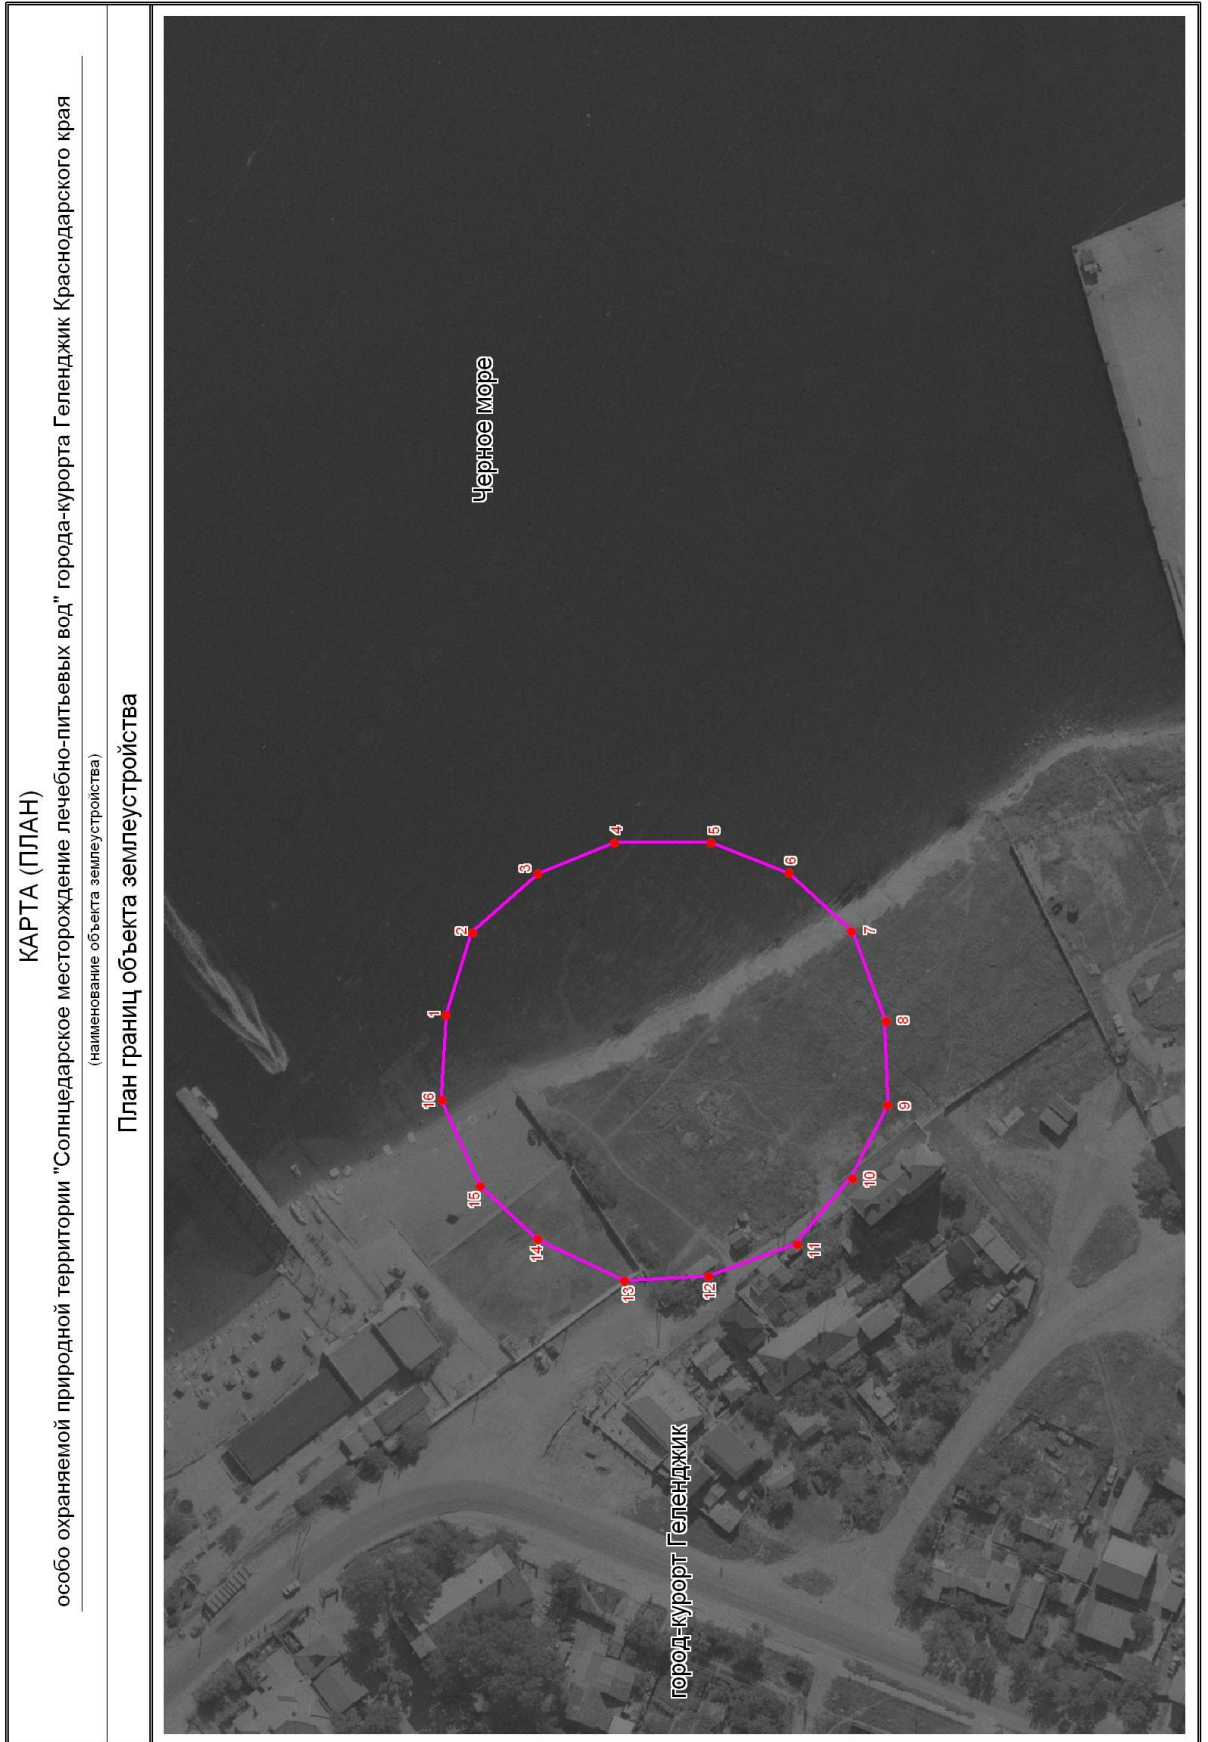 КАРТА (ПЛАН)
особо охраняемой природной территории "Солнцедарское месторождение лечебно-питьевых вод" города-курорта Геленджик Краснодарского края
(наименование объекта землеустройства)
План границ объекта землеустройства
Черное море
город-курорт Геленджик
1
2
3
4
5
6
7
8
9
10
11
12
13
14
15
16